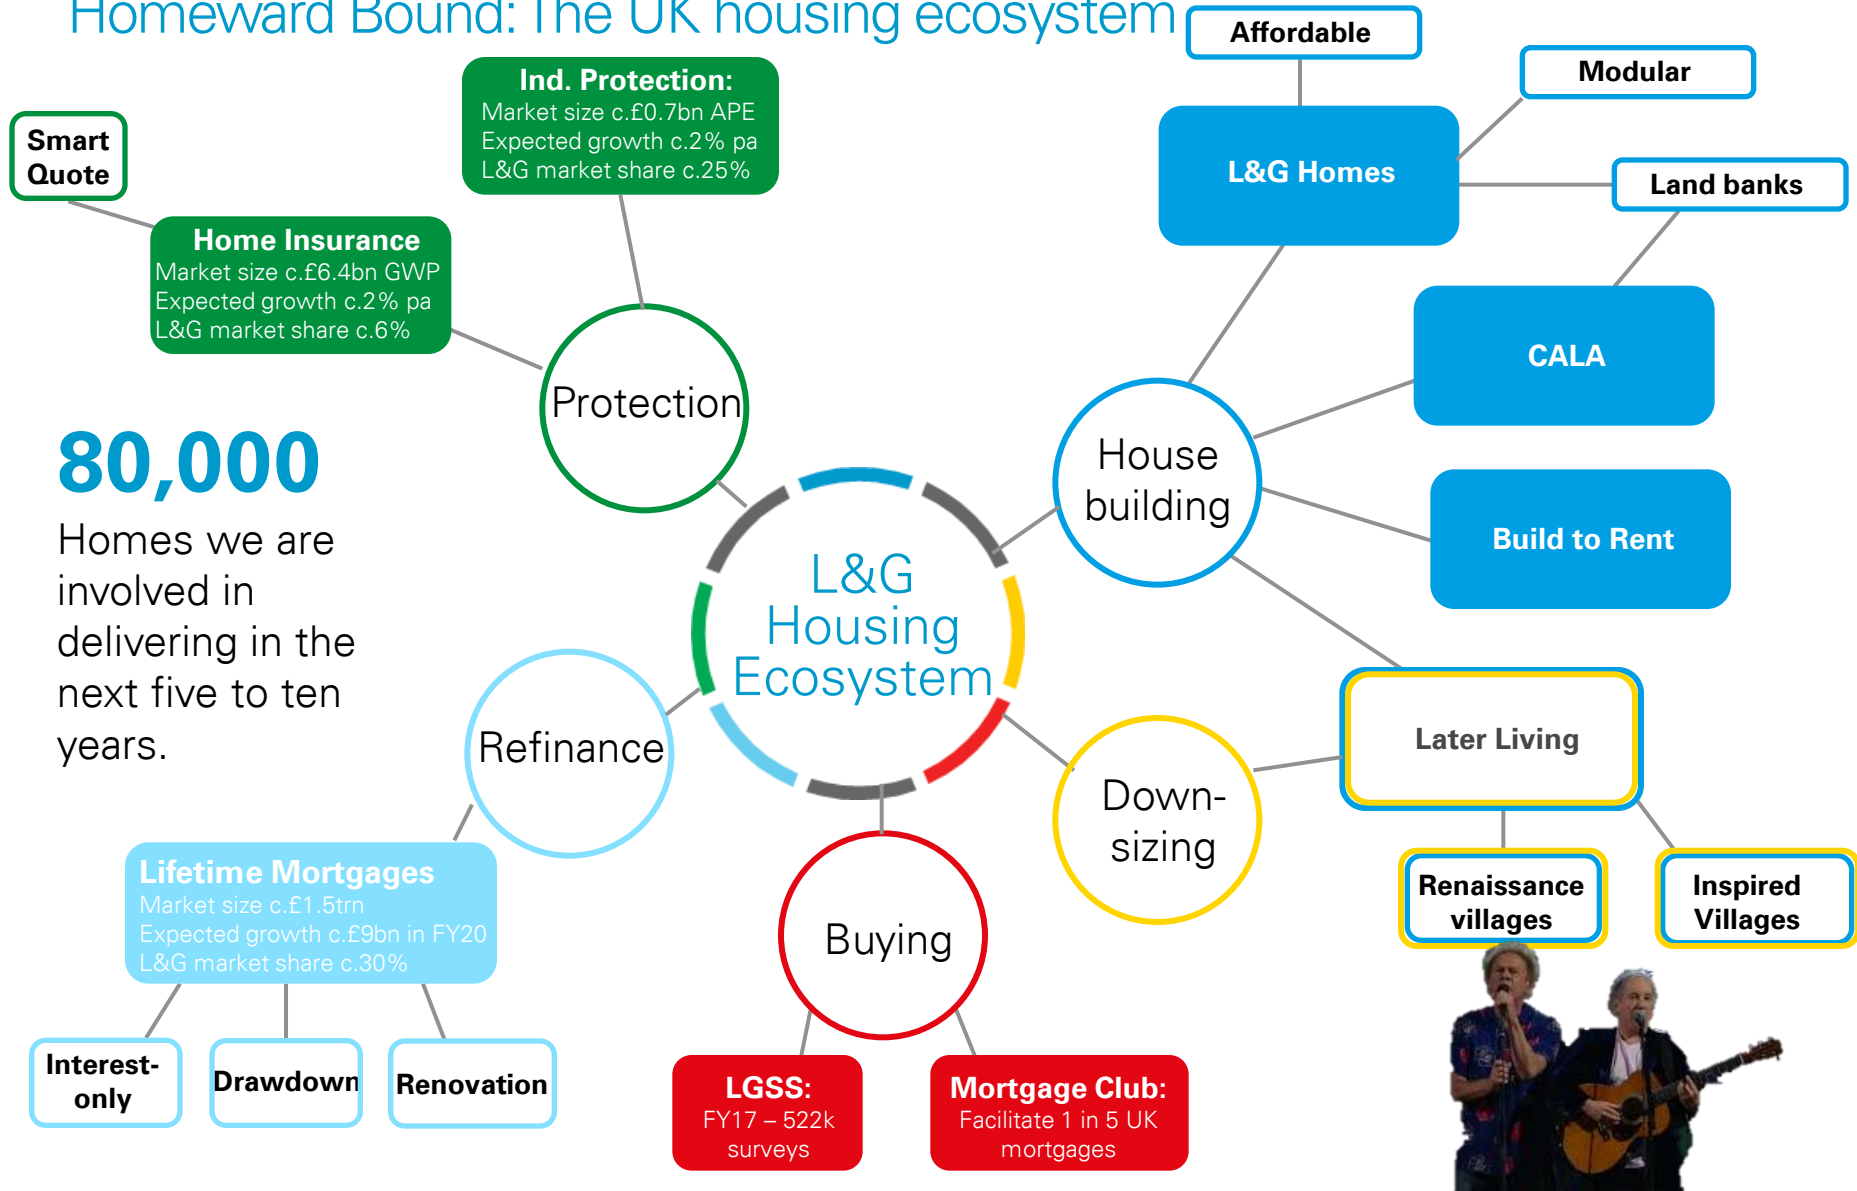 Homeward Bound: The UK housing ecosystem
Affordable
Modular
Ind. Protection:
Market size c.£0.7bn APE
Expected growth c.2% pa
L&G market share c.25%
Smart
Quote
L&G Homes
Land banks
Home Insurance
Market size c.£6.4bn GWP
Expected growth c.2% pa
L&G market share c.6%
CALA
Protection
80,000
Homes we are
involved in
delivering in the
next five to ten
years.
House
building
Build to Rent
L&G
Housing
Ecosystem
Refinance
Later Living
Down-
sizing
Lifetime Mortgages
Market size c.£1.5trn
Expected growth c.£9bn in FY20
L&G market share c.30%
Buying
Renaissance
villages
Inspired
Villages
Interest-
only
Drawdown
Renovation
LGSS:
FY17 – 522k
surveys
Mortgage Club:
Facilitate 1 in 5 UK
mortgages